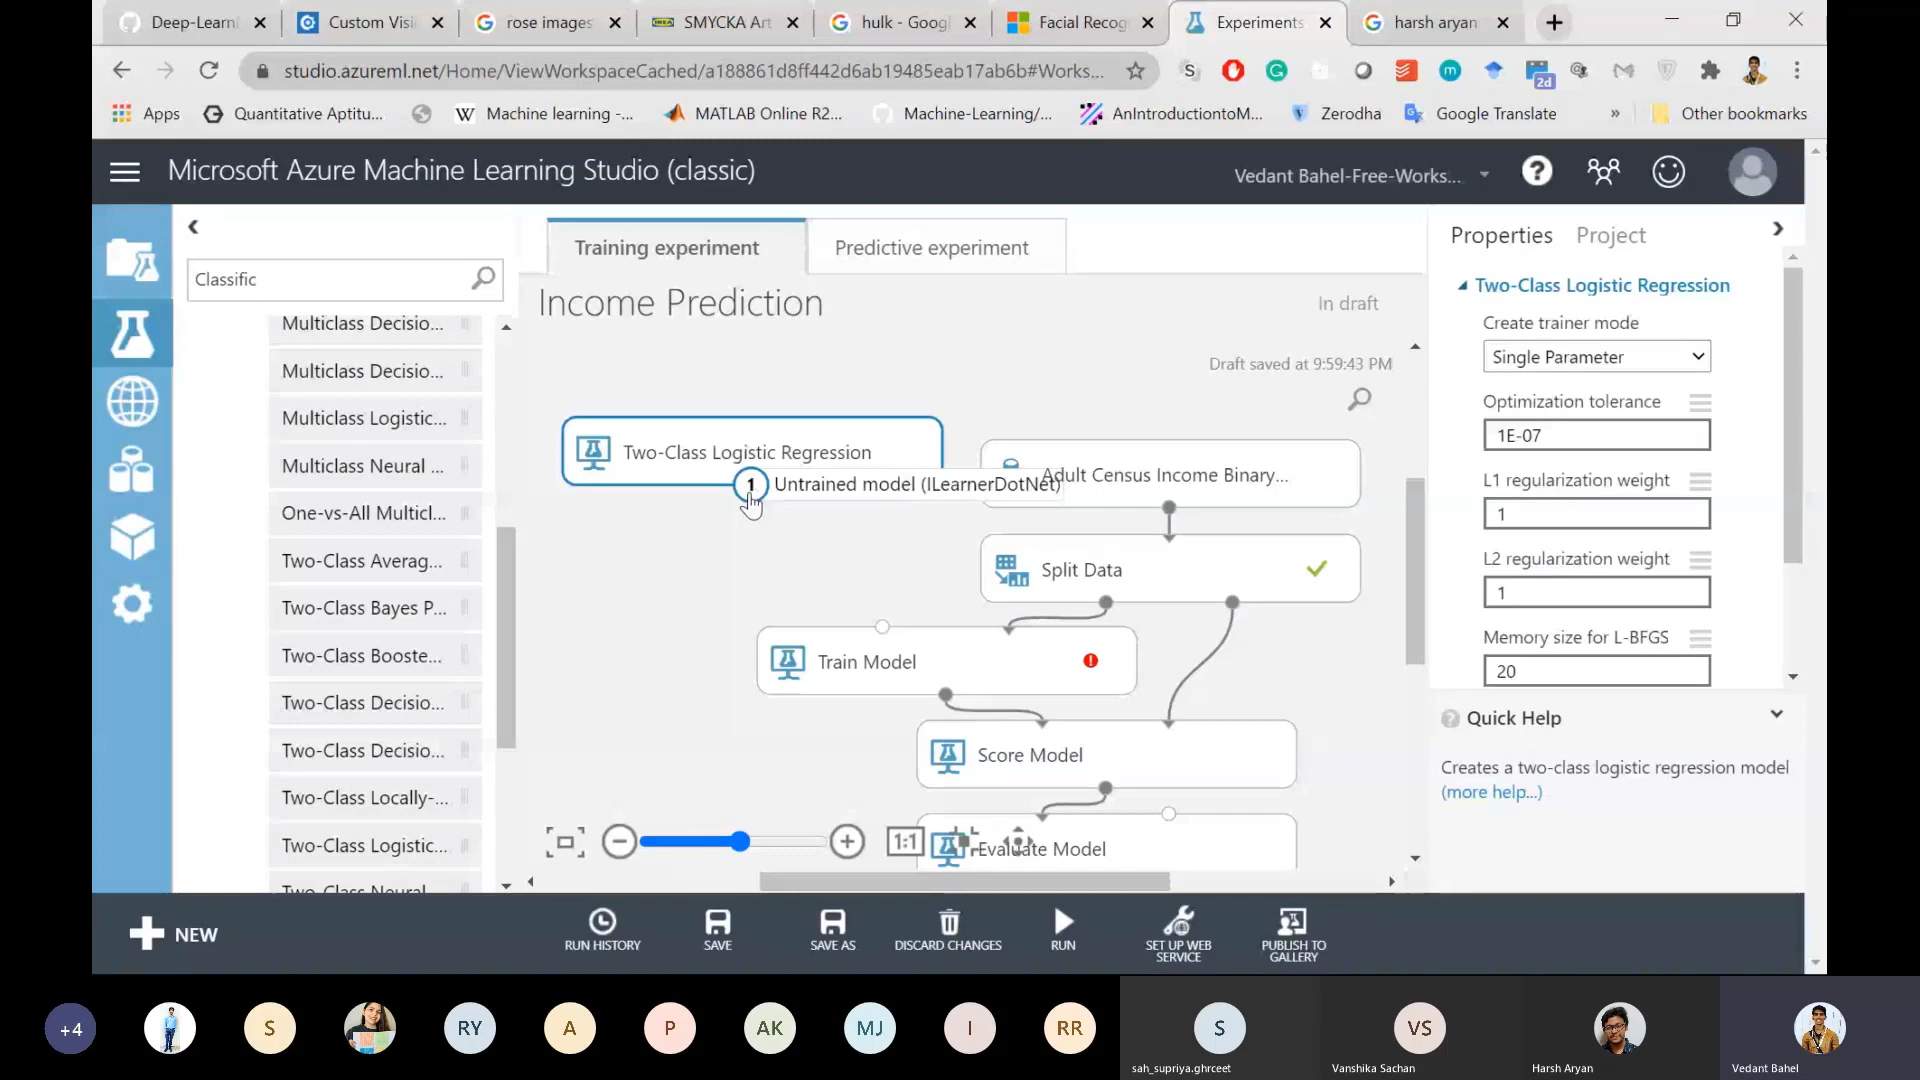 Deep-Learni
Custom Visi
rose images
IKEA
SMYCKA Art
hulk - Goog
Facial Recog
Experiments
harsh aryan
studio.azureml.net/Home/ViewWorkspaceCached/a188861d8ff442d6ab19485eab17ab6b#Works...
2d
Apps
Quantitative Aptitu...
Machine learning -...
MATLAB Online R2...
Machine-Learning/...
AnIntroductiontoM...
Zerodha
Google Translate
»
Other bookmarks
Microsoft Azure Machine Learning Studio (classic)
Vedant Bahel-Free-Works...
Classific
Multiclass Decisio...
Multiclass Decisio...
Multiclass Logistic...
Multiclass Neural ...
One-vs-All Multicl...
Two-Class Averag...
Two-Class Bayes P...
Two-Class Booste...
Two-Class Decisio...
Two-Class Decisio...
Two-Class Locally-...
Two-Class Logistic...
Two-Class Neural
Training experiment
Predictive experiment
Income Prediction
In draft
Draft saved at 9:59:43 PM
Two-Class Logistic Regression
1
Untrained model (ILearnerDotNet)
Adult Census Income Binary...
Split Data
Train Model
Score Model
Evaluate Model
1:1
Properties
Project
Two-Class Logistic Regression
Create trainer mode
Single Parameter
Optimization tolerance
1E-07
L1 regularization weight
1
L2 regularization weight
1
Memory size for L-BFGS
20
Quick Help
Creates a two-class logistic regression model
(more help...)
NEW
RUN HISTORY
SAVE
SAVE AS
DISCARD CHANGES
RUN
SET UP WEB
SERVICE
PUBLISH TO
GALLERY
+4
S
RY
A
P
AK
MJ
I
RR
S
VS
sah_supriya.ghrceet
Vanshika Sachan
Harsh Aryan
Vedant Bahel